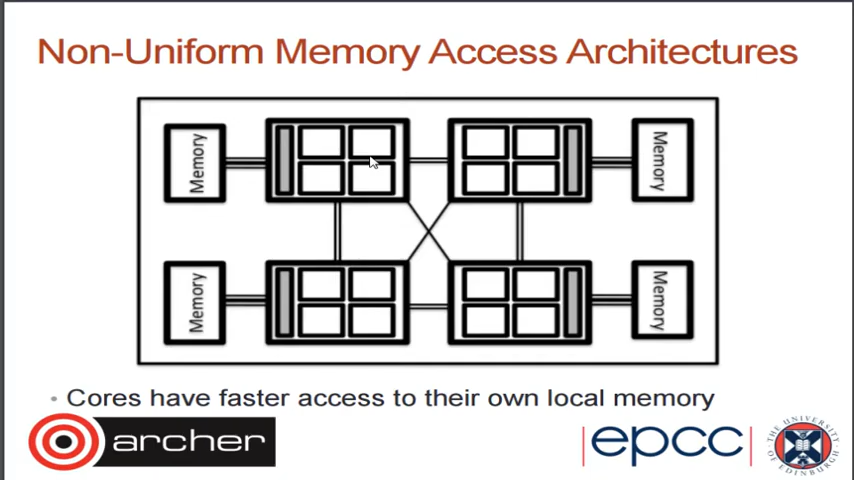 Non-Uniform Memory Access Architectures
Memory
Memory
Memory
Memory
• Cores have faster access to their own local memory
archer
epcc
THE UNIVERSITY
OF EDINBURGH